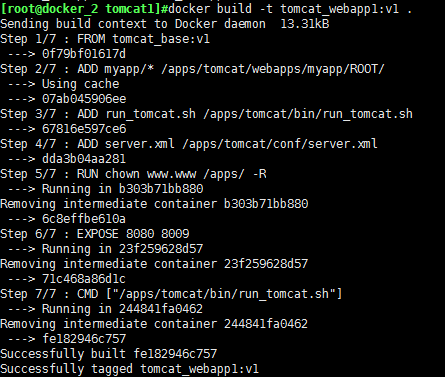 [root@docker_2 tomcat1]#docker build -t tomcat_webapp1:v1 .
Sending build context to Docker daemon  13.31kB
Step 1/7 : FROM tomcat_base:v1
 ---> 0f79bf01617d
Step 2/7 : ADD myapp/* /apps/tomcat/webapps/myapp/ROOT/
 ---> Using cache
 ---> 07ab045906ee
Step 3/7 : ADD run_tomcat.sh /apps/tomcat/bin/run_tomcat.sh
 ---> 67816e597ce6
Step 4/7 : ADD server.xml /apps/tomcat/conf/server.xml
 ---> dda3b04aa281
Step 5/7 : RUN chown www.www /apps/ -R
 ---> Running in b303b71bb880
Removing intermediate container b303b71bb880
 ---> 6c8effbe610a
Step 6/7 : EXPOSE 8080 8009
 ---> Running in 23f259628d57
Removing intermediate container 23f259628d57
 ---> 71c468a86d1c
Step 7/7 : CMD ["/apps/tomcat/bin/run_tomcat.sh"]
 ---> Running in 244841fa0462
Removing intermediate container 244841fa0462
 ---> fe182946c757
Successfully built fe182946c757
Successfully tagged tomcat_webapp1:v1